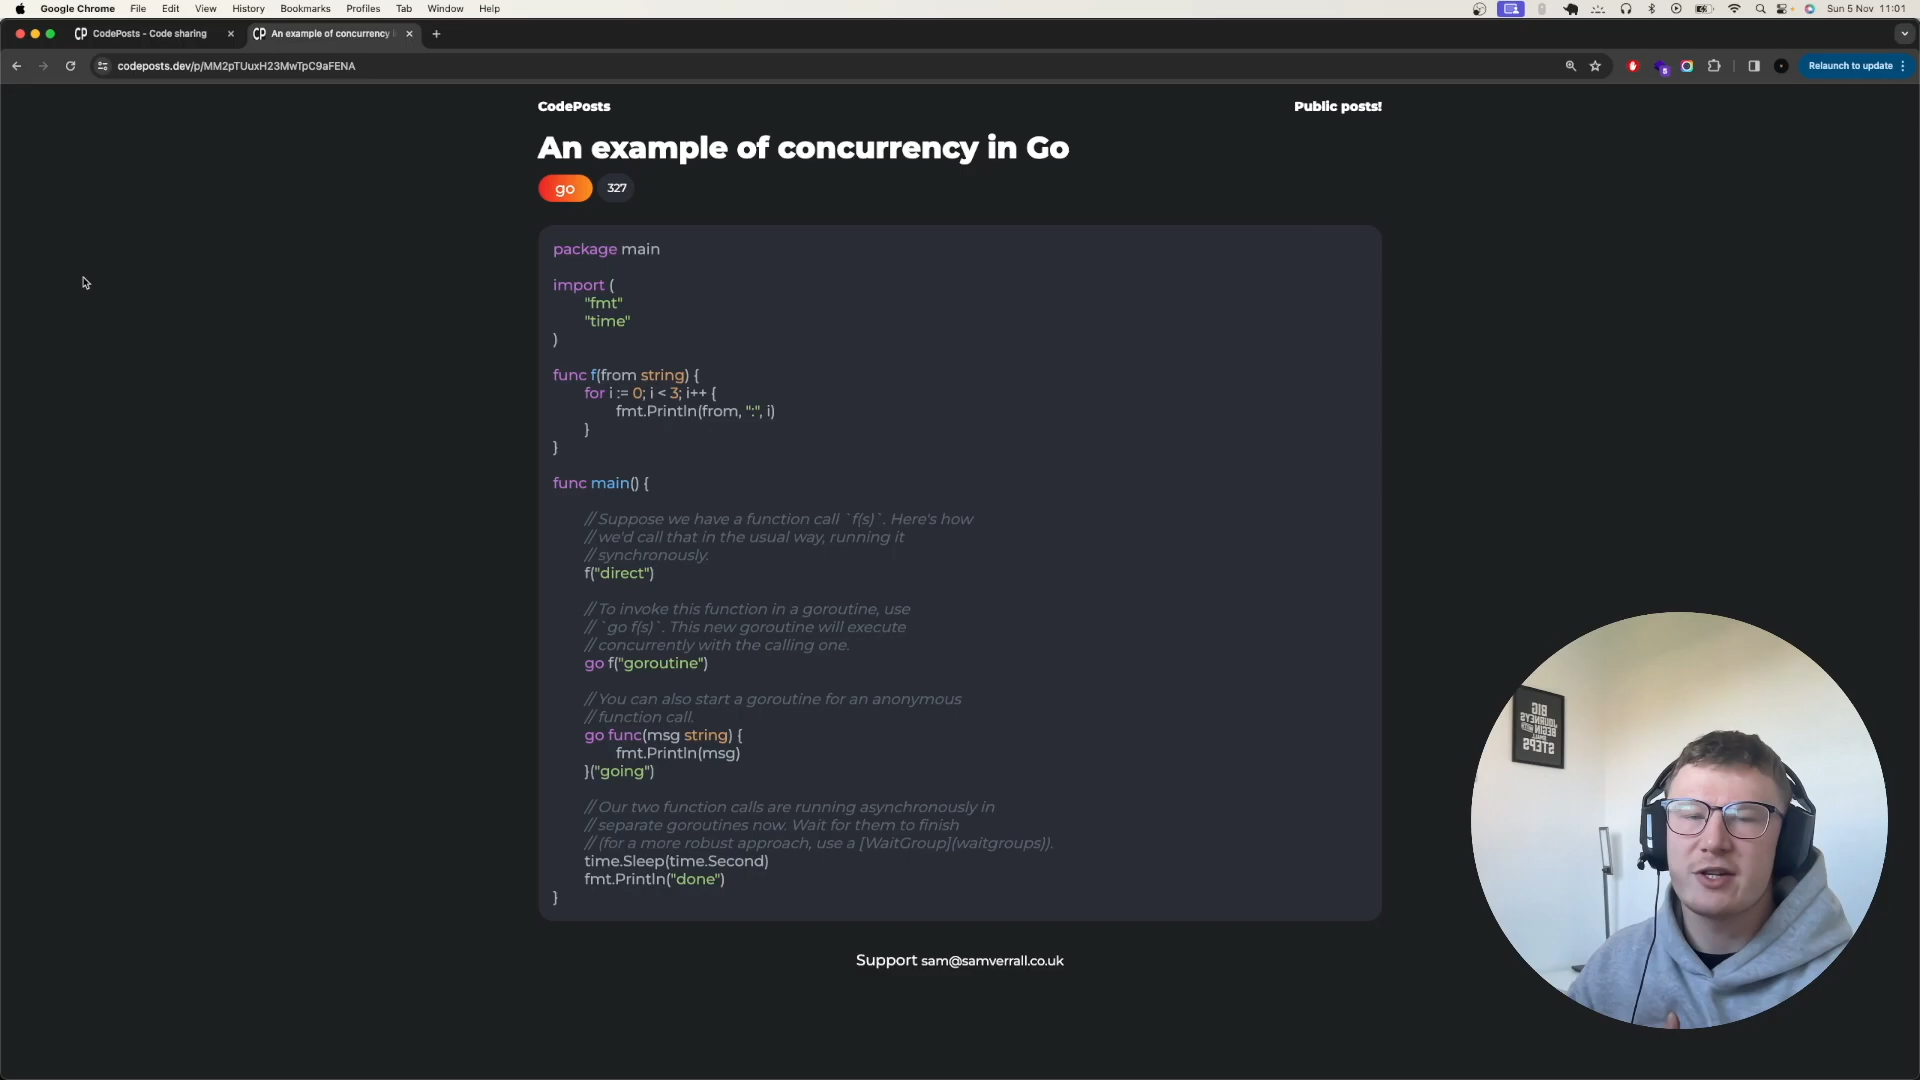 Google Chrome File Edit View History Bookmarks Profiles Tab Window Help Sun 5 Nov 11:01
CodePosts - Code sharing An example of concurrency i
codeposts.dev/p/MM2pTUuxH23MwTpC9aFENA Relaunch to update
CodePosts Public posts!
An example of concurrency in Go
go 327
package main
import (
"fmt"
"time"
)
func f(from string) {
for i := 0; i < 3; i++ {
fmt.Println(from, ":", i)
}
}
func main() {
// Suppose we have a function call `f(s)`. Here's how
// we'd call that in the usual way, running it
// synchronously.
f("direct")
// To invoke this function in a goroutine, use
// `go f(s)`. This new goroutine will execute
// concurrently with the calling one.
go f("goroutine")
// You can also start a goroutine for an anonymous
// function call.
go func(msg string) {
fmt.Println(msg)
}("going")
// Our two function calls are running asynchronously in
// separate goroutines now. Wait for them to finish
// (for a more robust approach, use a [WaitGroup](waitgroups)).
time.Sleep(time.Second)
fmt.Println("done")
}
Support sam@samverrall.co.uk
BIG
JOURNEYS
BEGIN WITH
SMALL
STEPS